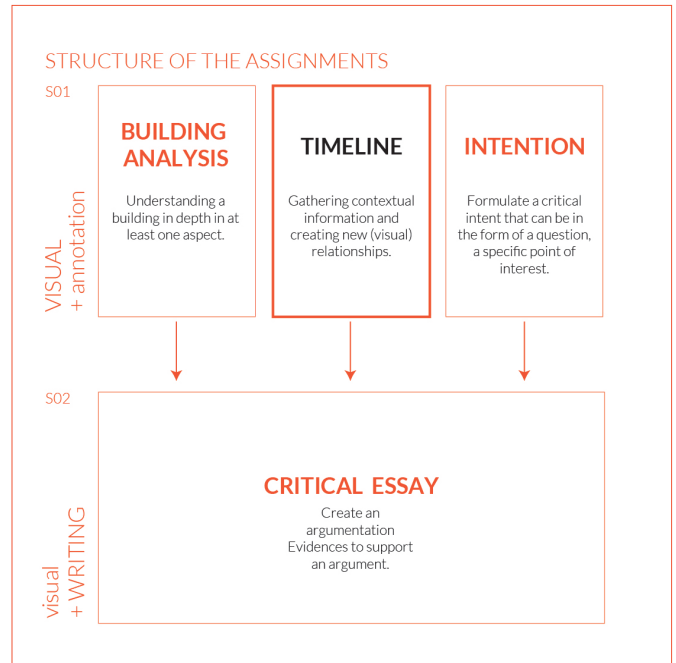 STRUCTURE OF THE ASSIGNMENTS
S01
VISUAL
+ annotation
BUILDING
ANALYSIS
Understanding a
building in depth in at
least one aspect.
TIMELINE
Gathering contextual
information and
creating new (visual)
relationships.
INTENTION
Formulate a critical
intent that can be in
the form of a question,
a specific point of
interest.
S02
visual
+ WRITING
CRITICAL ESSAY
Create an
argumentation
Evidences to support
an argument.